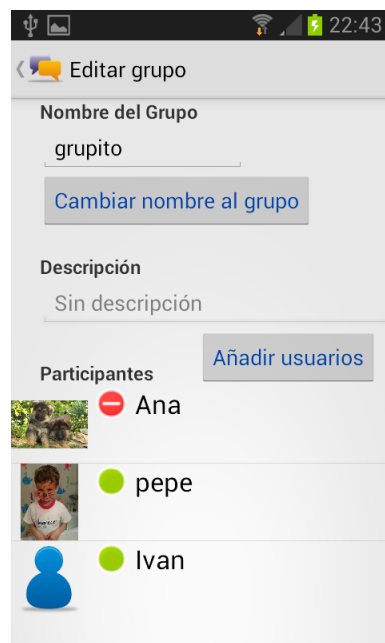 22:43
Editar grupo
Nombre del Grupo
grupito
Cambiar nombre al grupo
Descripción
Sin descripción
Añadir usuarios
Participantes
Ana
pepe
Ivan